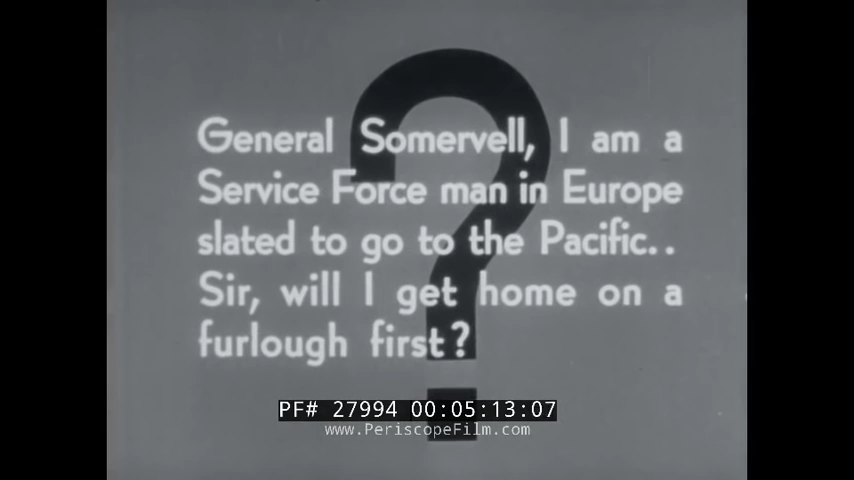 General Somervell, I am a
Service Force man in Europe
slated to go to the Pacific..
Sir, will I get home on a
furlough first?
PF# 27994 00:05:13:07
www.PeriscopeFilm.com